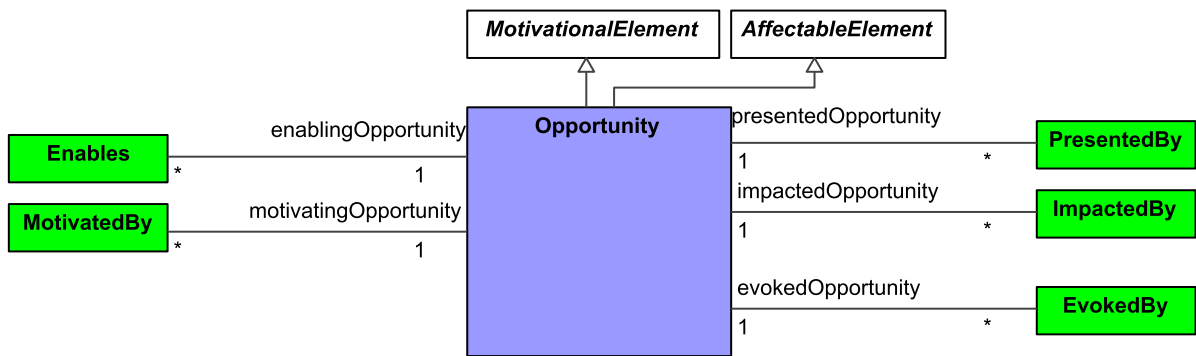 MotivationalElement
AffectableElement
Opportunity
enablingOpportunity
Enables
*
1
motivatingOpportunity
MotivatedBy
*
1
presentedOpportunity
PresentedBy
1
*
impactedOpportunity
ImpactedBy
1
*
evokedOpportunity
EvokedBy
1
*